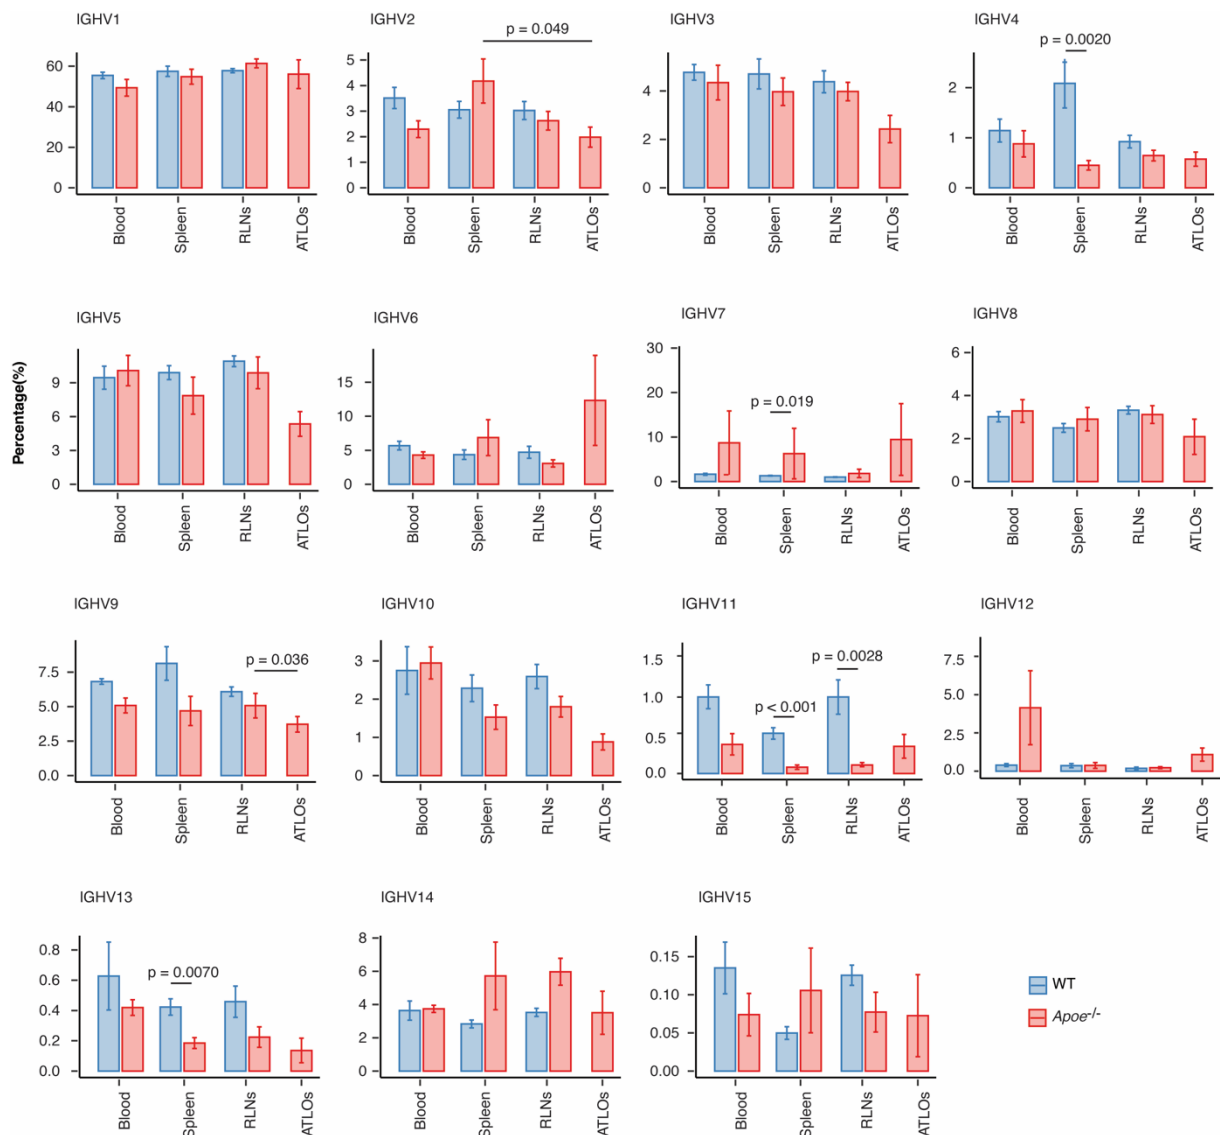 IGHV1
IGHV2
IGHV3
IGHV4
p = 0.049
p = 0.0020
60
40
20
0
5
4
3
2
1
0
4
2
0
2
1
0
Blood
Spleen
RLNs
ATLOs
Blood
Spleen
RLNs
ATLOs
Blood
Spleen
RLNs
ATLOs
Blood
Spleen
RLNs
ATLOs
Percentage(%)
IGHV5
IGHV6
IGHV7
IGHV8
p = 0.019
9
6
3
0
15
10
5
0
30
20
10
0
6
4
2
0
Blood
Spleen
RLNs
ATLOs
Blood
Spleen
RLNs
ATLOs
Blood
Spleen
RLNs
ATLOs
Blood
Spleen
RLNs
ATLOs
IGHV9
IGHV10
IGHV11
IGHV12
p = 0.036
p < 0.001
p = 0.0028
7.5
5.0
2.5
0.0
3
2
1
0
1.5
1.0
0.5
0.0
7.5
5.0
2.5
0.0
Blood
Spleen
RLNs
ATLOs
Blood
Spleen
RLNs
ATLOs
Blood
Spleen
RLNs
ATLOs
Blood
Spleen
RLNs
ATLOs
IGHV13
IGHV14
IGHV15
p = 0.0070
0.8
0.6
0.4
0.2
0.0
8
6
4
2
0
0.15
0.10
0.05
0.00
Blood
Spleen
RLNs
ATLOs
Blood
Spleen
RLNs
ATLOs
Blood
Spleen
RLNs
ATLOs
WT
Apoe-/-